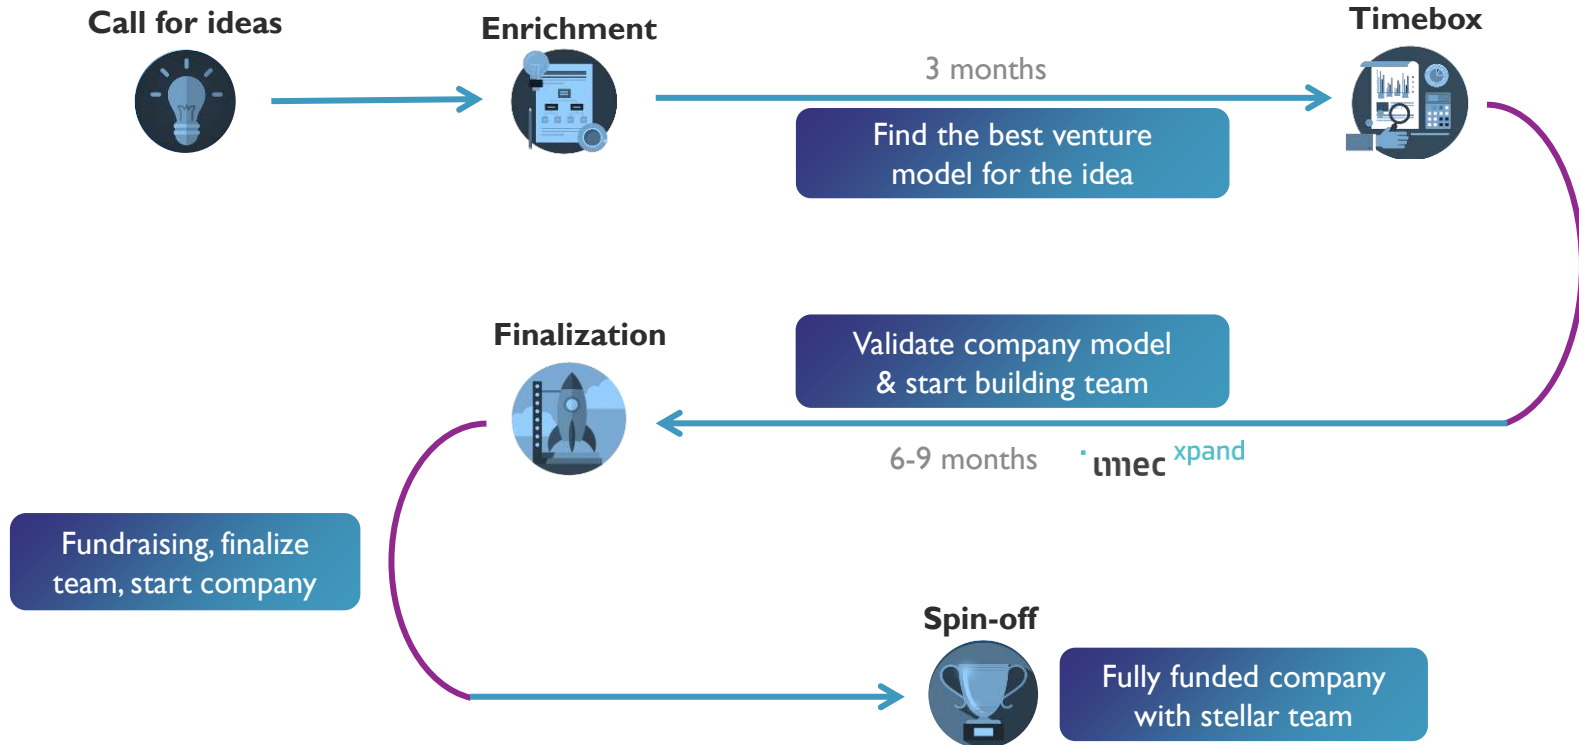 Call for ideas
Enrichment
3 months
Timebox
Find the best venture
model for the idea
Finalization
Validate company model
& start building team
6-9 months
imec xpand
Fundraising, finalize
team, start company
Spin-off
Fully funded company
with stellar team